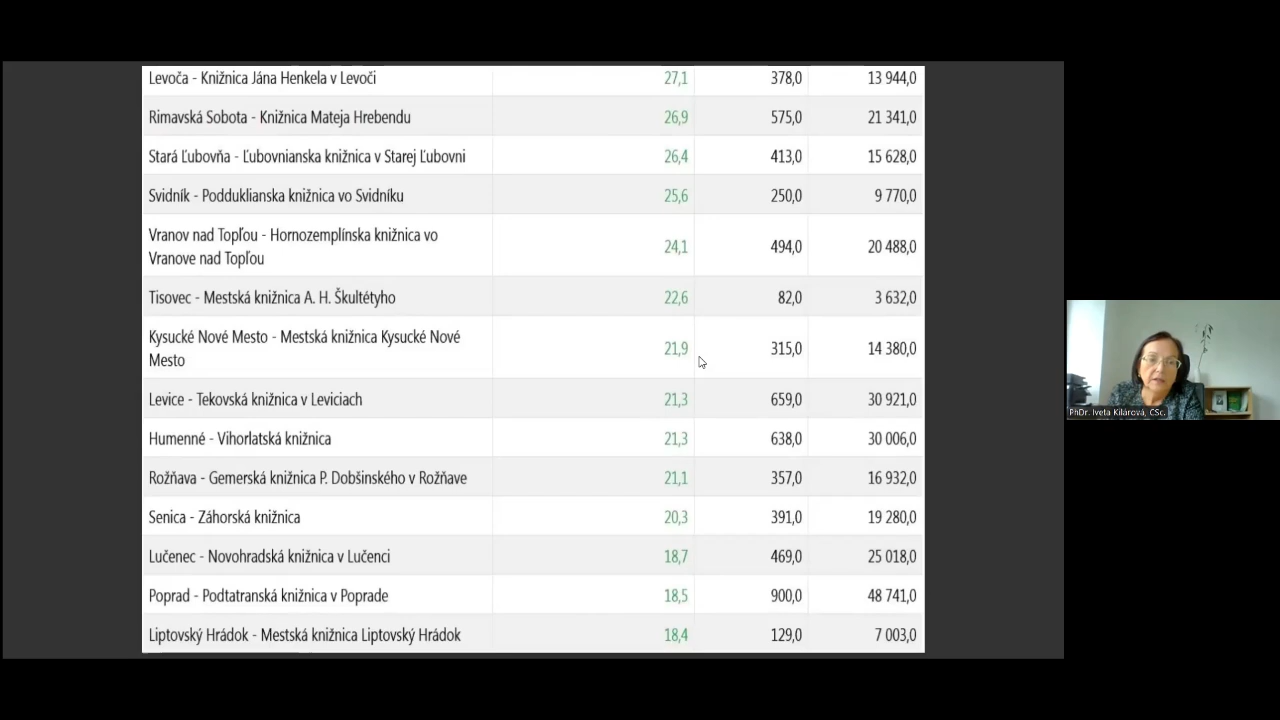 Levoča - Knižnica Jána Henkela v Levoči 27,1 378,0 13 944,0
Rimavská Sobota - Knižnica Mateja Hrebendu 26,9 575,0 21 341,0
Stará Ľubovňa - Ľubovnianska knižnica v Starej Ľubovni 26,4 413,0 15 628,0
Svidník - Podduklianska knižnica vo Svidníku 25,6 250,0 9 770,0
Vranov nad Topľou - Hornozemplínska knižnica vo
Vranove nad Topľou 24,1 494,0 20 488,0
Tisovec - Mestská knižnica A. H. Škultétyho 22,6 82,0 3 632,0
Kysucké Nové Mesto - Mestská knižnica Kysucké Nové
Mesto 21,9 315,0 14 380,0
Levice - Tekovská knižnica v Leviciach 21,3 659,0 30 921,0
Humenné - Vihorlatská knižnica 21,3 638,0 30 006,0
Rožňava - Gemerská knižnica P. Dobšinského v Rožňave 21,1 357,0 16 932,0
Senica - Záhorská knižnica 20,3 391,0 19 280,0
Lučenec - Novohradská knižnica v Lučenci 18,7 469,0 25 018,0
Poprad - Podtatranská knižnica v Poprade 18,5 900,0 48 741,0
Liptovský Hrádok - Mestská knižnica Liptovský Hrádok 18,4 129,0 7 003,0
PhDr. Iveta Kilárová, CSc.